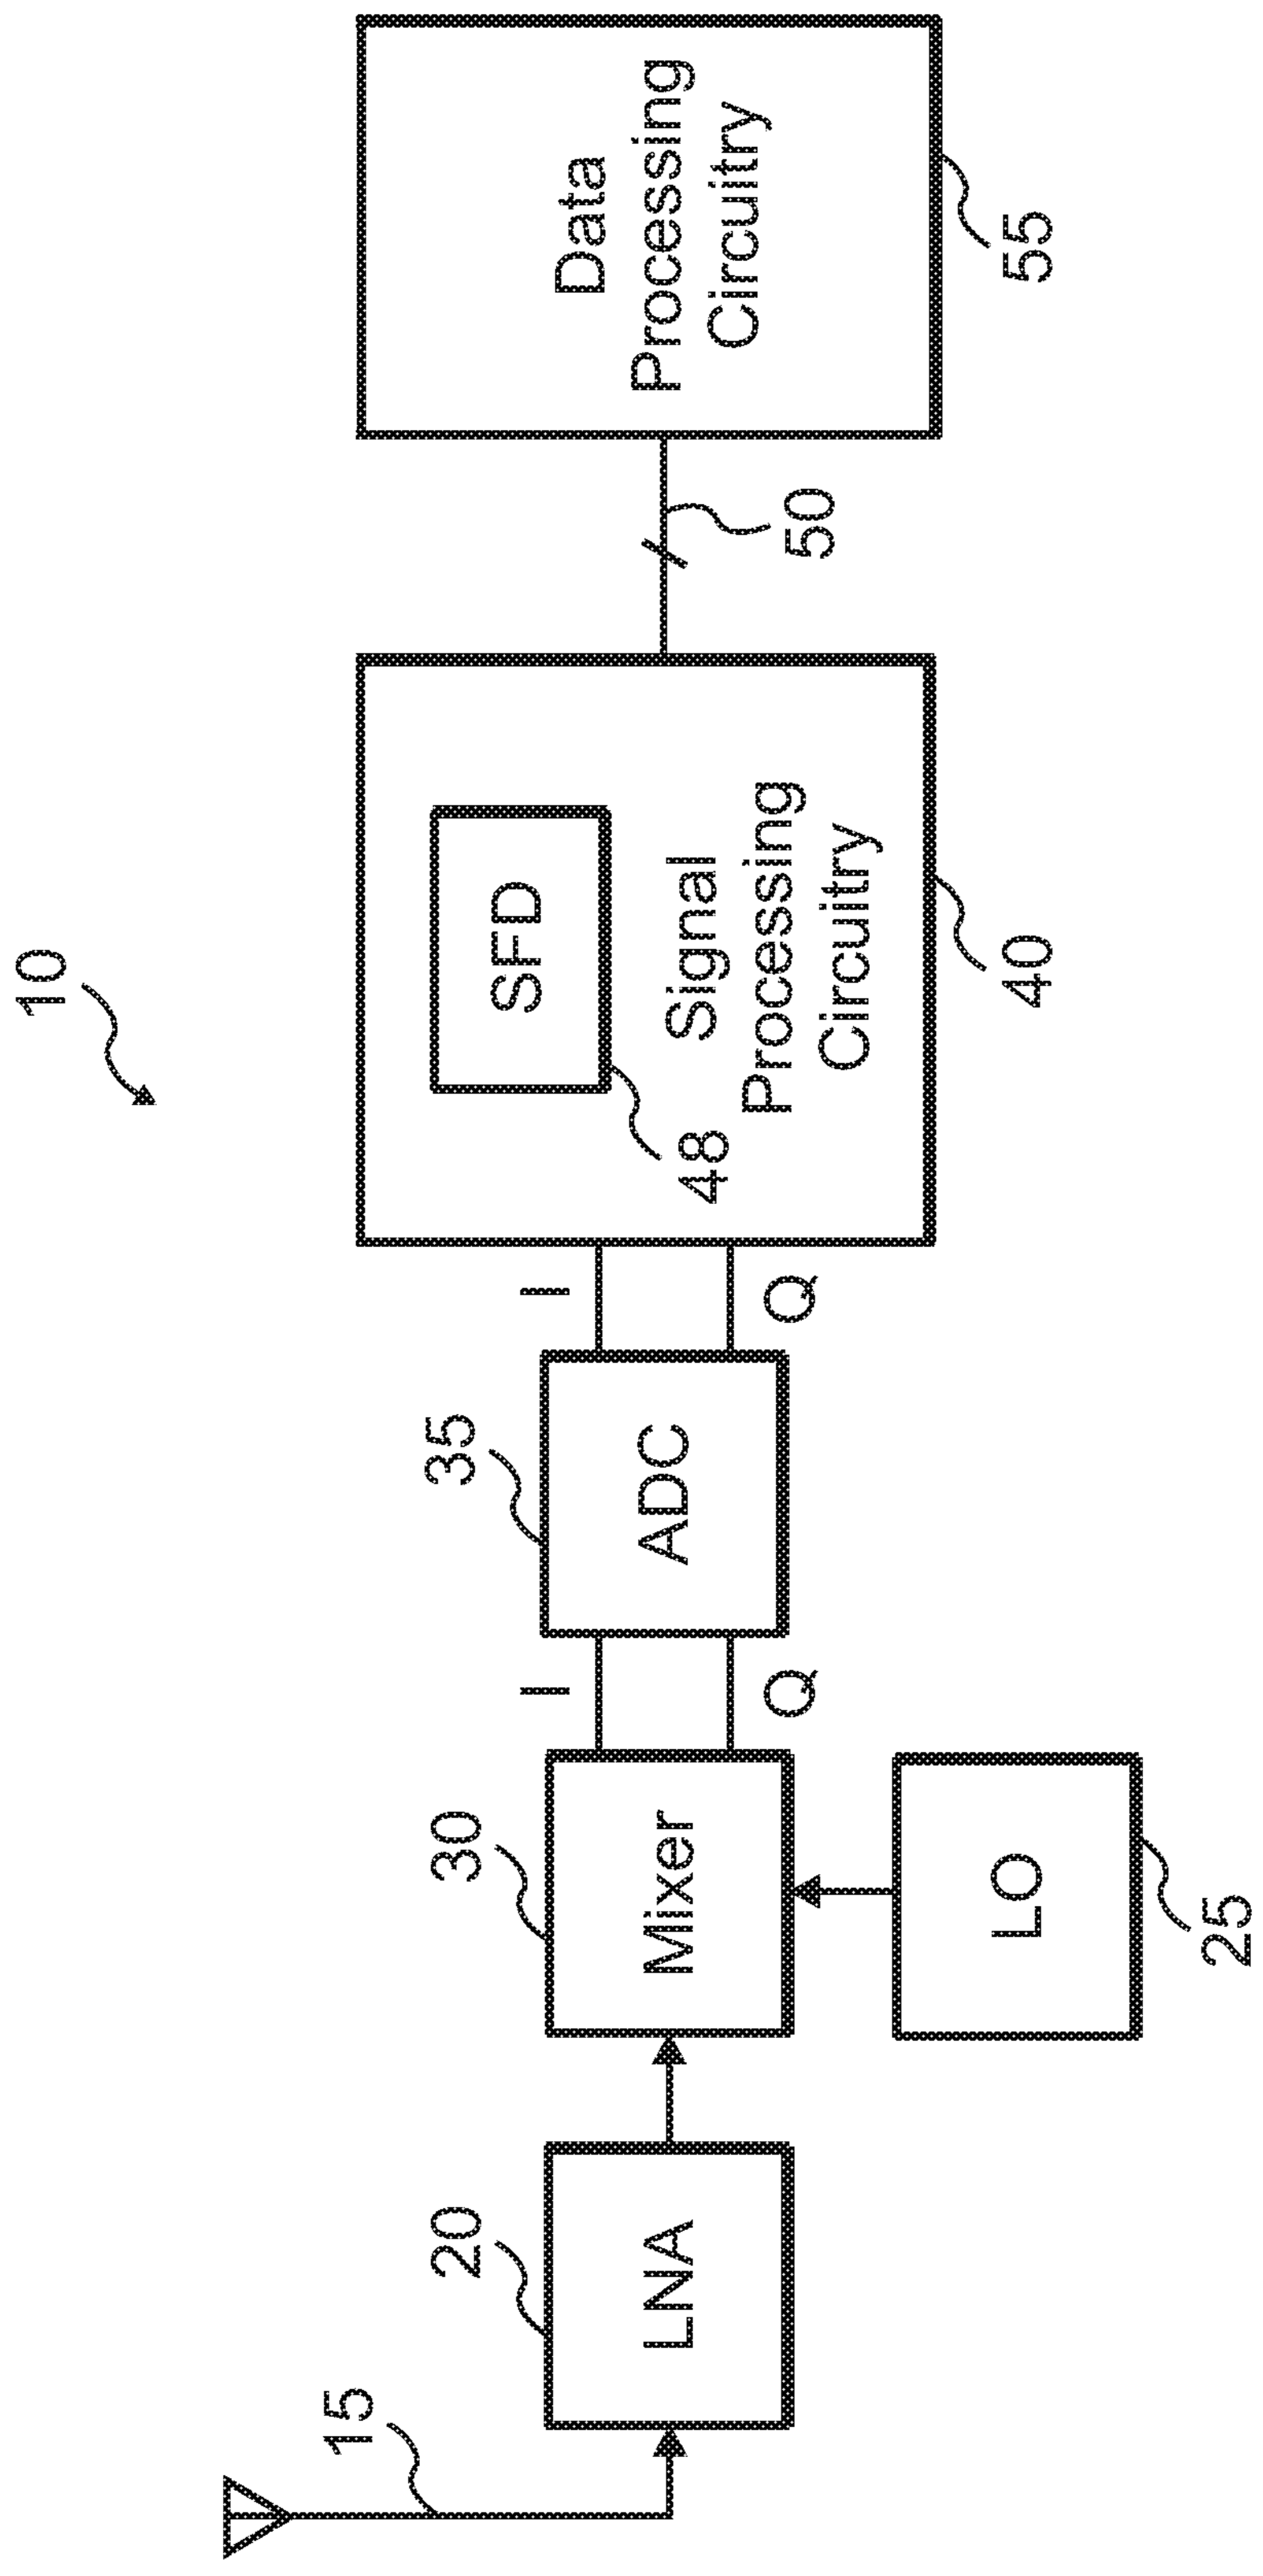 10
15
20
LNA
30
Mixer
LO
25
I
Q
35
ADC
I
Q
SFD
48
Signal
Processing
Circuitry
40
50
Data
Processing
Circuitry
55